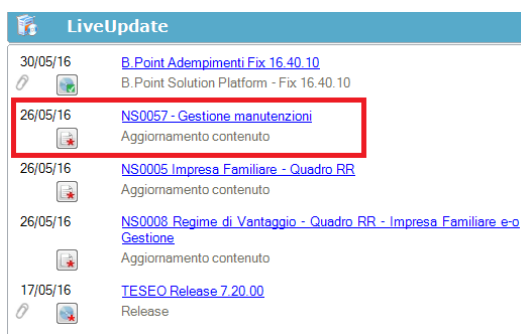 LiveUpdate
30/05/16 B.Point Adempimenti Fix 16.40.10
B.Point Solution Platform - Fix 16.40.10
26/05/16 NS0057 - Gestione manutenzioni
Aggiornamento contenuto
26/05/16 NS0005 Impresa Familiare - Quadro RR
Aggiornamento contenuto
26/05/16 NS0008 Regime di Vantaggio - Quadro RR - Impresa Familiare e-o
Gestione
Aggiornamento contenuto
17/05/16 TESEO Release 7.20.00
Release